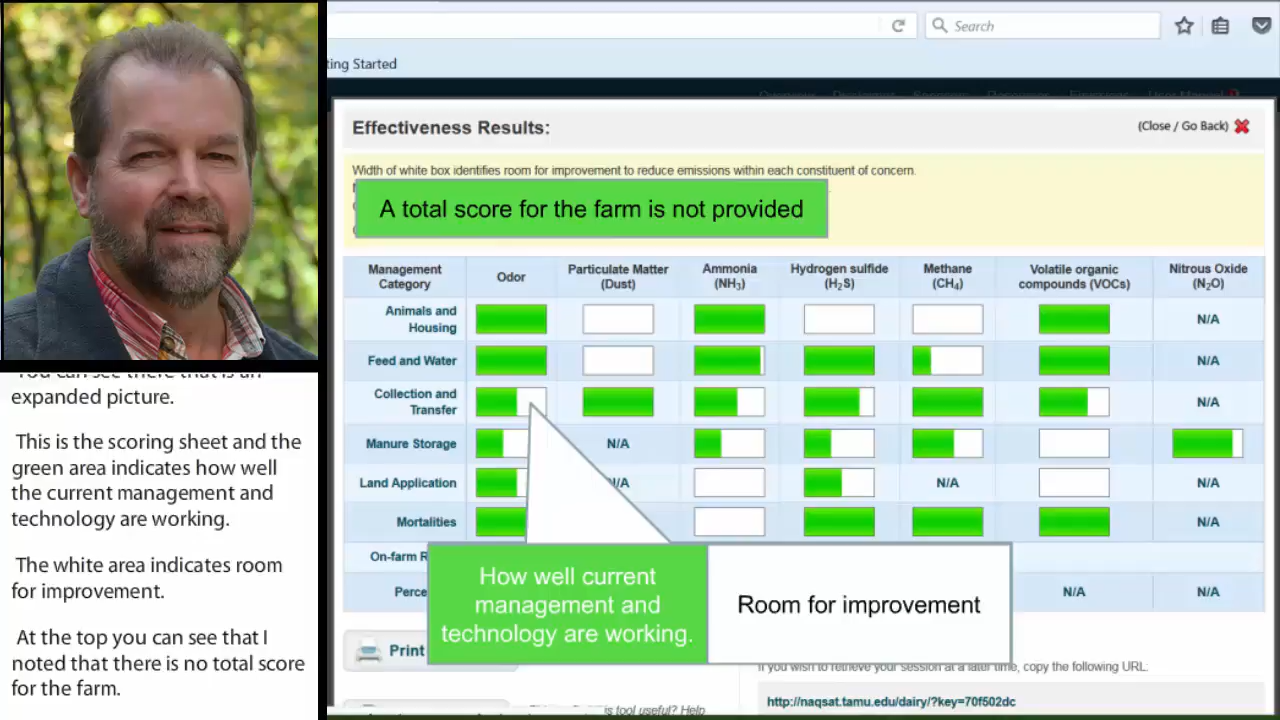 expanded picture.
This is the scoring sheet and the
green area indicates how well
the current management and
technology are working.
The white area indicates room
for improvement.
At the top you can see that I
noted that there is no total score
for the farm.
Search
ting Started
Effectiveness Results:
(Close / Go Back)
Width of white box identifies room for improvement to reduce emissions within each constituent of concern.
A total score for the farm is not provided
Management Category
Odor
Particulate Matter (Dust)
Ammonia (NH3)
Hydrogen sulfide (H2S)
Methane (CH4)
Volatile organic compounds (VOCs)
Nitrous Oxide (N2O)
Animals and Housing
N/A
Feed and Water
N/A
Collection and Transfer
N/A
Manure Storage
N/A
Land Application
N/A
N/A
N/A
Mortalities
N/A
On-farm
N/A
N/A
How well current
management and
technology are working.
Room for improvement
Print
If you wish to retrieve your session at a later time, copy the following URL:
http://naqsat.tamu.edu/dairy/?key=70f502dc
is tool useful? Help